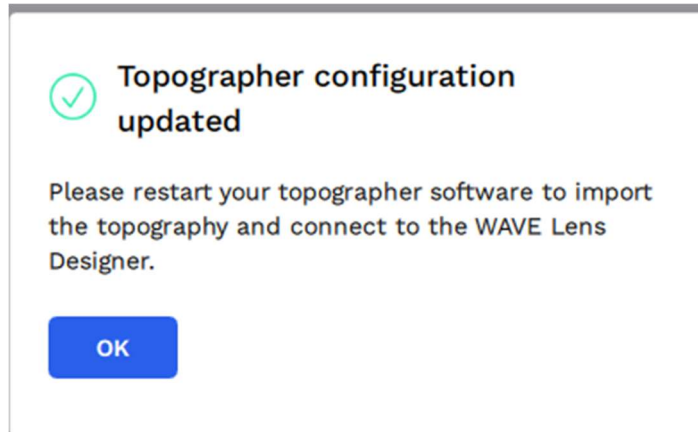 Topographer configuration
updated
Please restart your topographer software to import
the topography and connect to the WAVE Lens
Designer.
OK